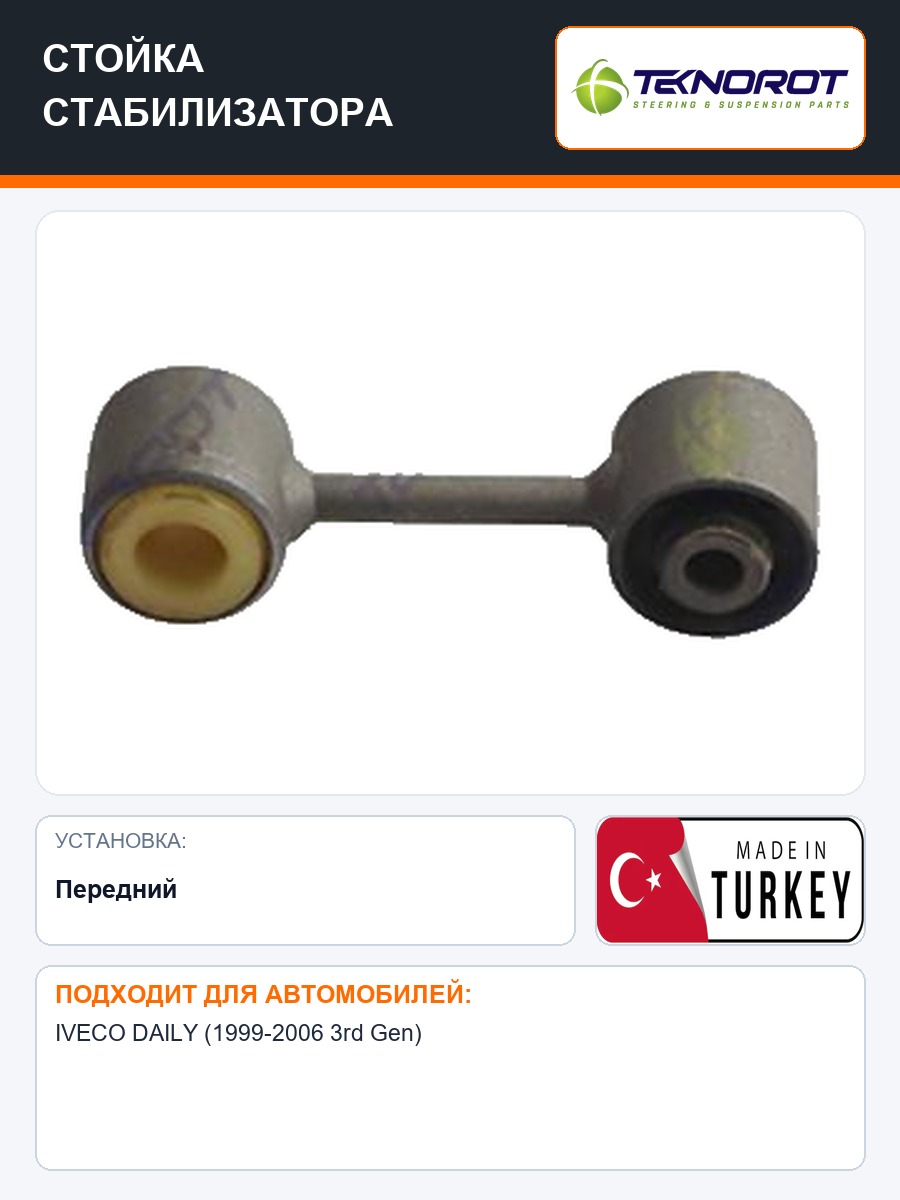 СТОЙКА
СТАБИЛИЗАТОРА
TEKNOROT
STEERING & SUSPENSION PARTS
УСТАНОВКА:
Передний
MADE IN
TURKEY
ПОДХОДИТ ДЛЯ АВТОМОБИЛЕЙ:
IVECO DAILY (1999-2006 3rd Gen)